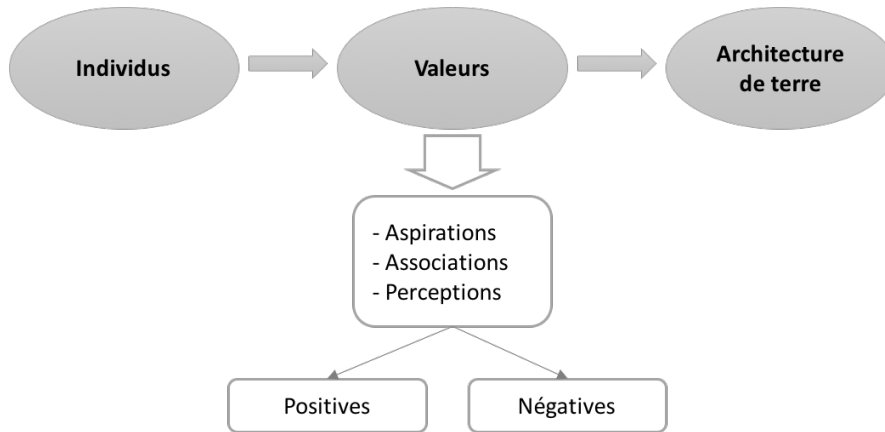 Individus
Valeurs
Architecture
de terre
- Aspirations
- Associations
- Perceptions
Positives
Négatives